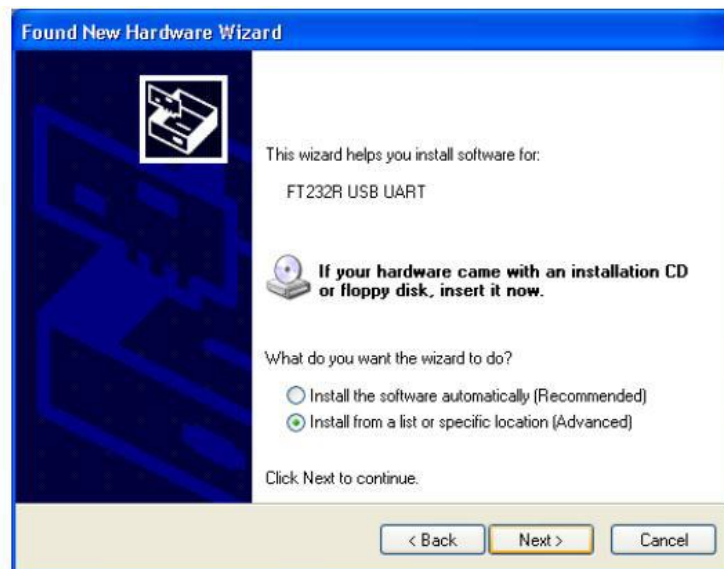 Found New Hardware Wizard
This wizard helps you install software for:
FT232R USB UART
If your hardware came with an installation CD
or floppy disk, insert it now.
What do you want the wizard to do?
Install the software automatically (Recommended)
Install from a list or specific location (Advanced)
Click Next to continue.
< Back Next > Cancel